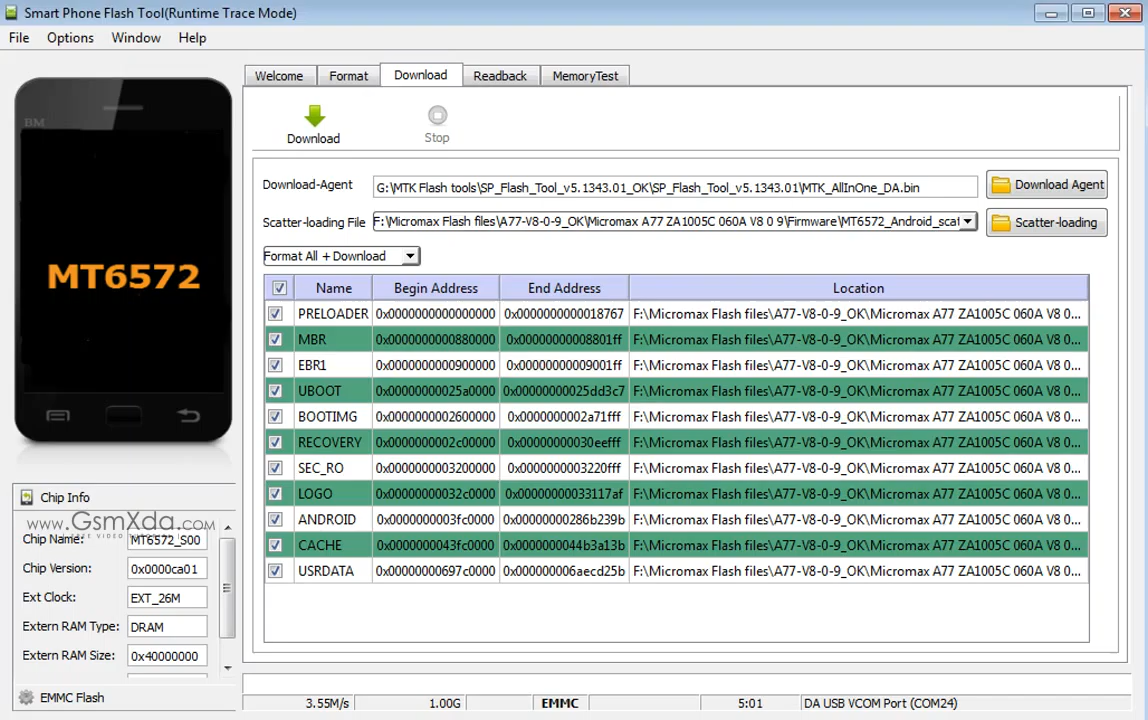 Smart Phone Flash Tool(Runtime Trace Mode)
File Options Window Help
BM
MT6572
Welcome Format Download Readback MemoryTest
Download Stop
Download-Agent G:\MTK Flash tools\SP_Flash_Tool_v5.1343.01_OK\SP_Flash_Tool_v5.1343.01\MTK_AllInOne_DA.bin Download Agent
Scatter-loading File F:\Micromax Flash files\A77-V8-0-9_OK\Micromax A77 ZA1005C 060A V8 0 9\Firmware\MT6572_Android_scat Scatter-loading
Format All + Download
Name Begin Address End Address Location
PRELOADER 0x0000000000000000 0x0000000000018767 F:\Micromax Flash files\A77-V8-0-9_OK\Micromax A77 ZA1005C 060A V8 0...
MBR 0x0000000000880000 0x00000000008801ff F:\Micromax Flash files\A77-V8-0-9_OK\Micromax A77 ZA1005C 060A V8 0...
EBR1 0x0000000000900000 0x00000000009001ff F:\Micromax Flash files\A77-V8-0-9_OK\Micromax A77 ZA1005C 060A V8 0...
UBOOT 0x00000000025a0000 0x00000000025dd3c7 F:\Micromax Flash files\A77-V8-0-9_OK\Micromax A77 ZA1005C 060A V8 0...
BOOTIMG 0x0000000002600000 0x0000000002a71fff F:\Micromax Flash files\A77-V8-0-9_OK\Micromax A77 ZA1005C 060A V8 0...
RECOVERY 0x0000000002c00000 0x00000000030eefff F:\Micromax Flash files\A77-V8-0-9_OK\Micromax A77 ZA1005C 060A V8 0...
SEC_RO 0x0000000003200000 0x0000000003220fff F:\Micromax Flash files\A77-V8-0-9_OK\Micromax A77 ZA1005C 060A V8 0...
LOGO 0x00000000032c0000 0x00000000033117af F:\Micromax Flash files\A77-V8-0-9_OK\Micromax A77 ZA1005C 060A V8 0...
ANDROID 0x0000000003fc0000 0x00000000286b239b F:\Micromax Flash files\A77-V8-0-9_OK\Micromax A77 ZA1005C 060A V8 0...
CACHE 0x0000000043fc0000 0x0000000044b3a13b F:\Micromax Flash files\A77-V8-0-9_OK\Micromax A77 ZA1005C 060A V8 0...
USRDATA 0x00000000697c0000 0x000000006aecd25b F:\Micromax Flash files\A77-V8-0-9_OK\Micromax A77 ZA1005C 060A V8 0...
Chip Info
www.GsmXda.com
Chip Name: MT6572_S00
Chip Version: 0x0000ca01
Ext Clock: EXT_26M
Extern RAM Type: DRAM
Extern RAM Size: 0x40000000
EMMC Flash
3.55M/s 1.00G EMMC 5:01 DA USB VCOM Port (COM24)